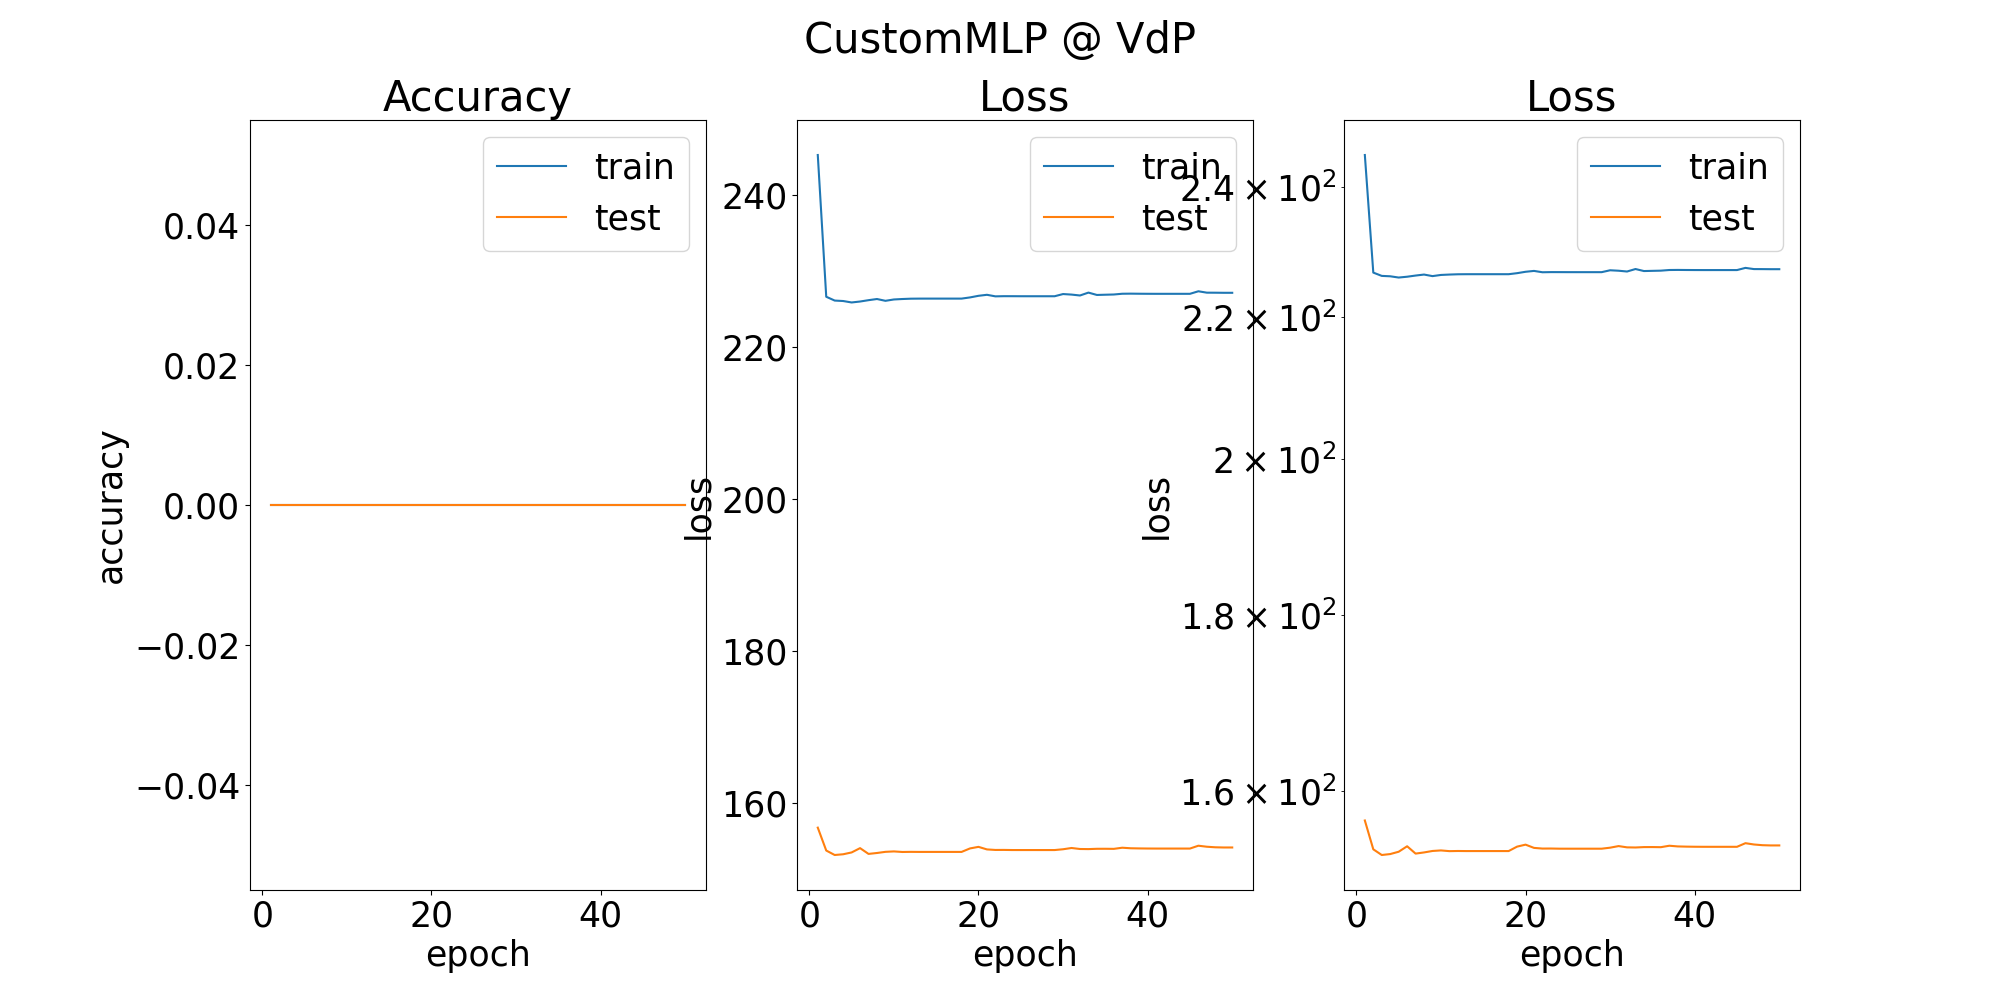 CustomMLP @ VdP
Accuracy
train
test
0.04
0.02
0.00
−0.02
−0.04
accuracy
0 20 40
epoch
Loss
train
test
240
220
200
180
160
loss
0 20 40
epoch
Loss
train
test
2.4 × 10²
2.2 × 10²
2 × 10²
1.8 × 10²
1.6 × 10²
loss
0 20 40
epoch